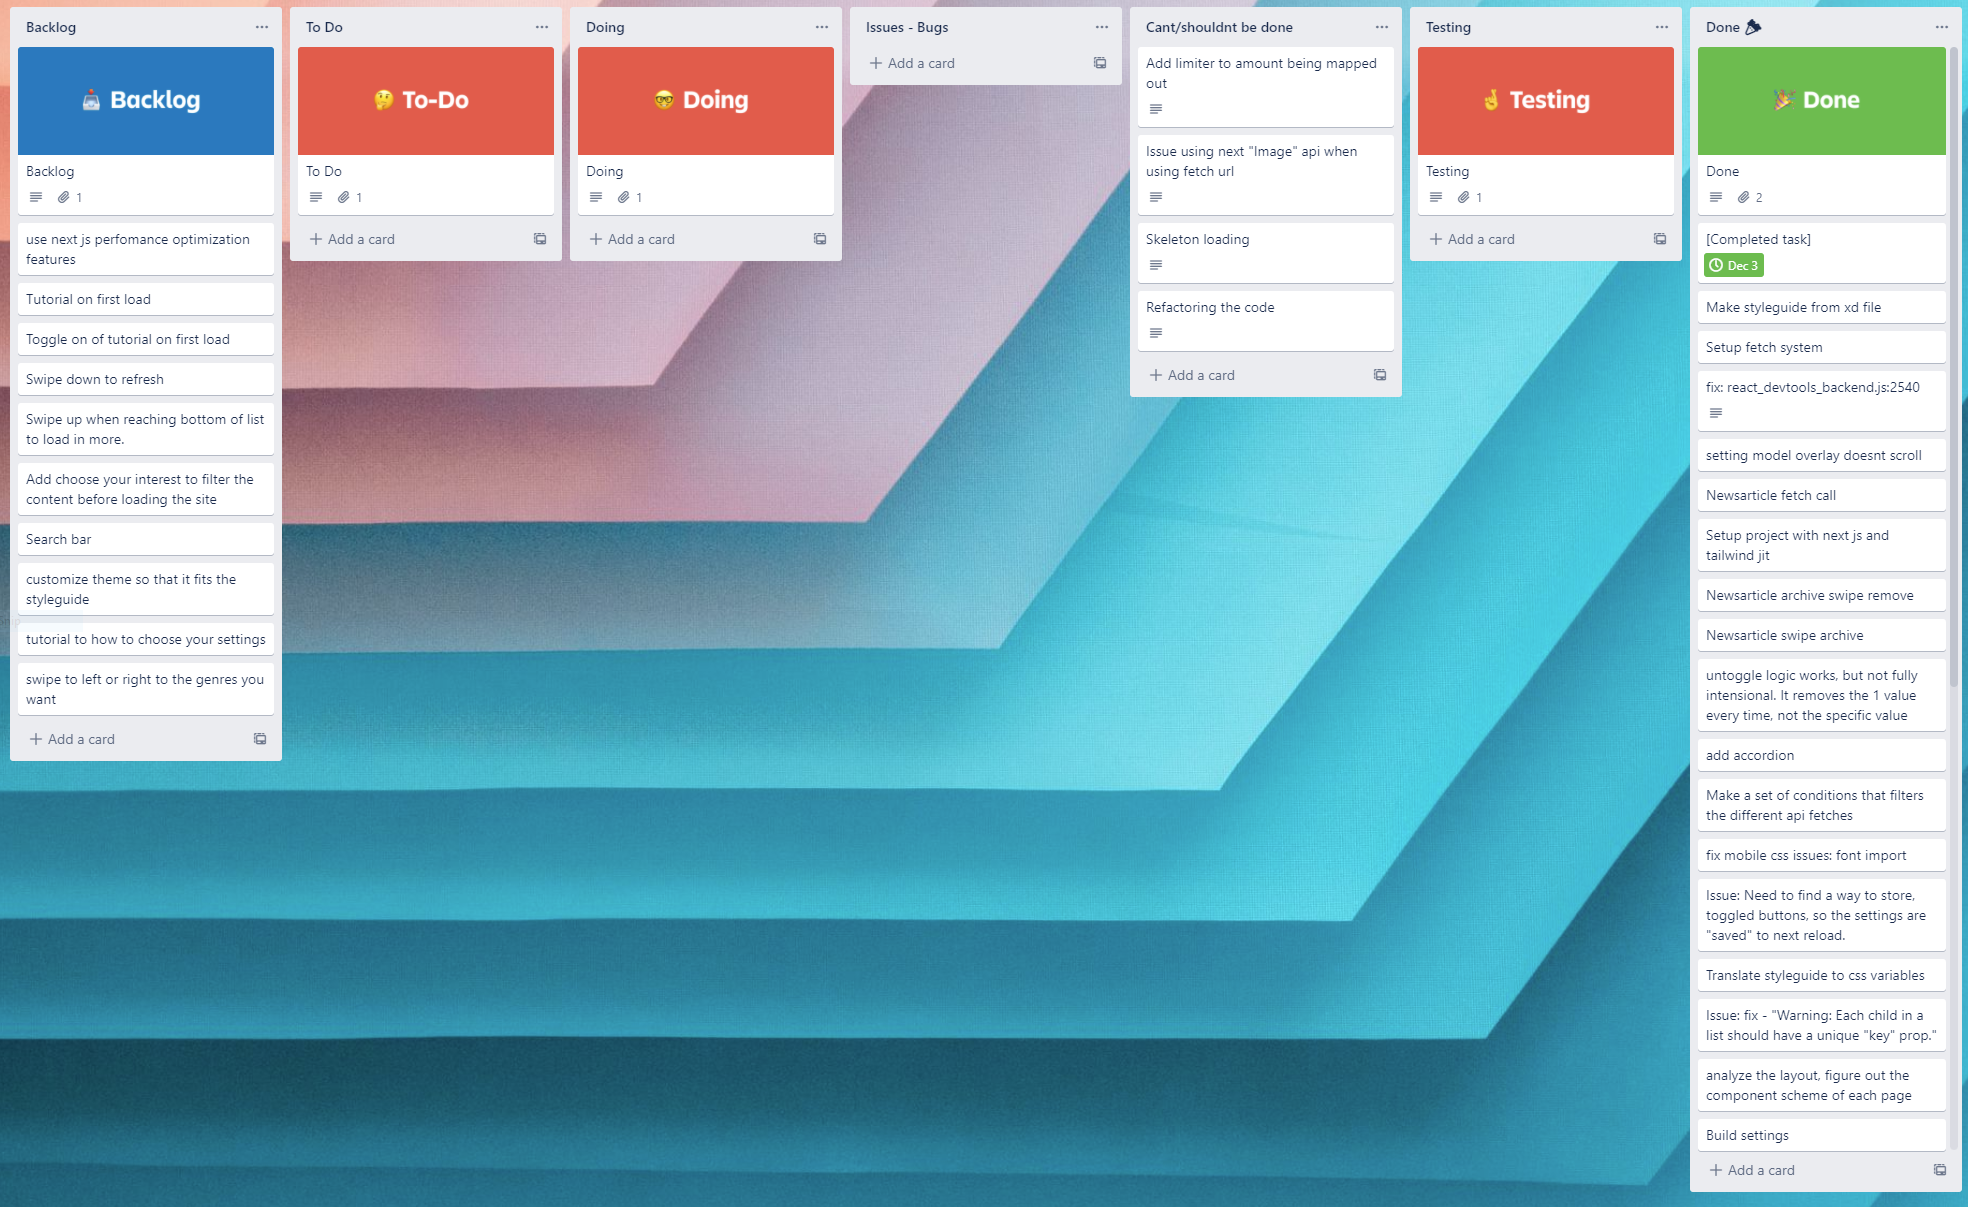 Backlog
Backlog
Backlog
1
use next js perfomance optimization
features
Tutorial on first load
Toggle on of tutorial on first load
Swipe down to refresh
Swipe up when reaching bottom of list
to load in more.
Add choose your interest to filter the
content before loading the site
Search bar
customize theme so that it fits the
styleguide
tutorial to how to choose your settings
swipe to left or right to the genres you
want
+ Add a card
To Do
To-Do
To Do
1
+ Add a card
Doing
Doing
Doing
1
+ Add a card
Issues - Bugs
+ Add a card
Cant/shouldnt be done
Add limiter to amount being mapped
out
Issue using next "Image" api when
using fetch url
Skeleton loading
Refactoring the code
+ Add a card
Testing
Testing
Testing
1
+ Add a card
Done
Done
Done
2
[Completed task]
Dec 3
Make styleguide from xd file
Setup fetch system
fix: react_devtools_backend.js:2540
setting model overlay doesnt scroll
Newsarticle fetch call
Setup project with next js and
tailwind jit
Newsarticle archive swipe remove
Newsarticle swipe archive
untoggle logic works, but not fully
intensional. It removes the 1 value
every time, not the specific value
add accordion
Make a set of conditions that filters
the different api fetches
fix mobile css issues: font import
Issue: Need to find a way to store,
toggled buttons, so the settings are
"saved" to next reload.
Translate styleguide to css variables
Issue: fix - "Warning: Each child in a
list should have a unique "key" prop."
analyze the layout, figure out the
component scheme of each page
Build settings
+ Add a card